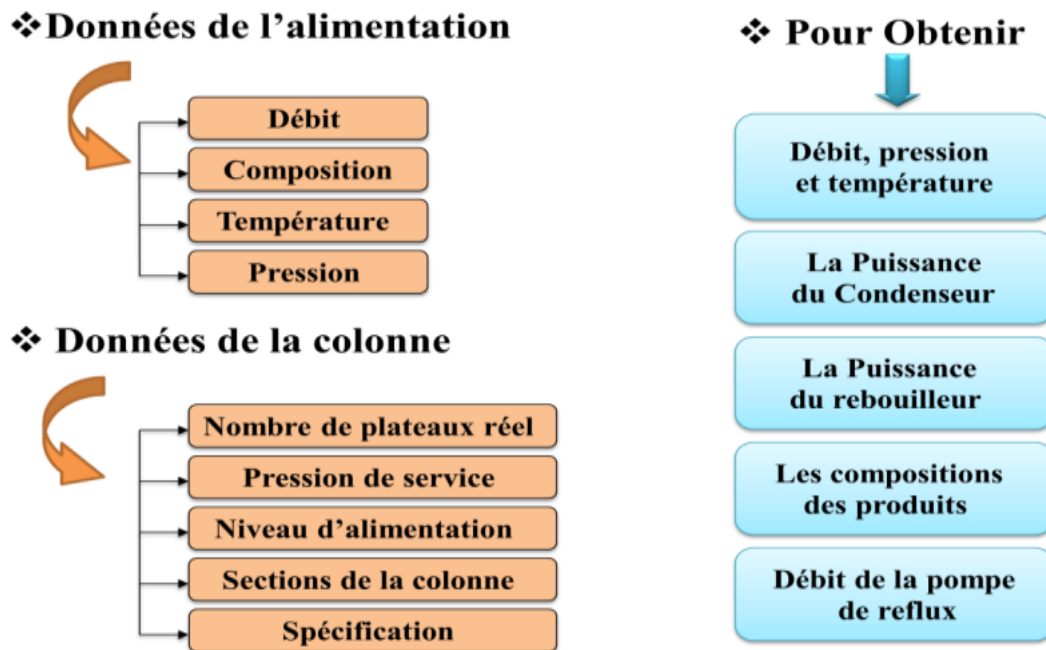 ❖Données de l’alimentation
Débit
Composition
Température
Pression
❖ Données de la colonne
Nombre de plateaux réel
Pression de service
Niveau d’alimentation
Sections de la colonne
Spécification
❖ Pour Obtenir
Débit, pression
et température
La Puissance
du Condenseur
La Puissance
du rebouilleur
Les compositions
des produits
Débit de la pompe
de reflux